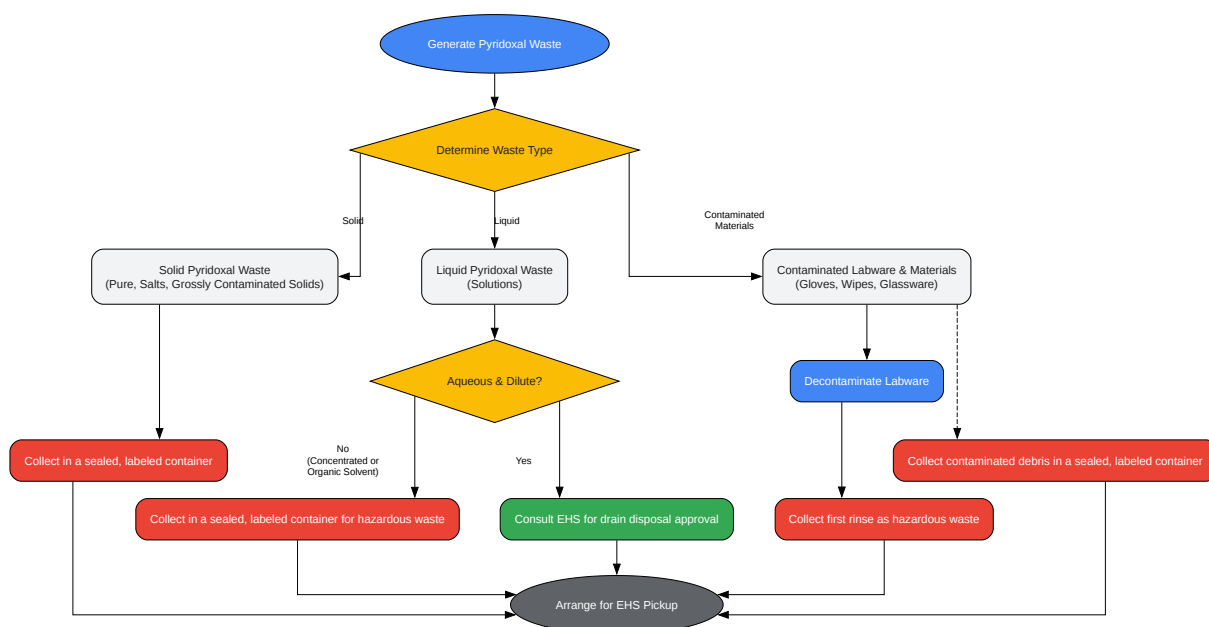 Generate Pyridoxal Waste
Determine Waste Type
Solid
Liquid
Contaminated
Materials
Solid Pyridoxal Waste
(Pure, Salts, Grossly Contaminated Solids)
Liquid Pyridoxal Waste
(Solutions)
Contaminated Labware & Materials
(Gloves, Wipes, Glassware)
Aqueous & Dilute?
Decontaminate Labware
No
(Concentrated or
Organic Solvent)
Yes
Collect in a sealed, labeled container
Collect contaminated debris in a sealed, labeled container
Collect in a sealed, labeled container for hazardous waste
Consult EHS for drain disposal approval
Collect first rinse as hazardous waste
Arrange for EHS Pickup